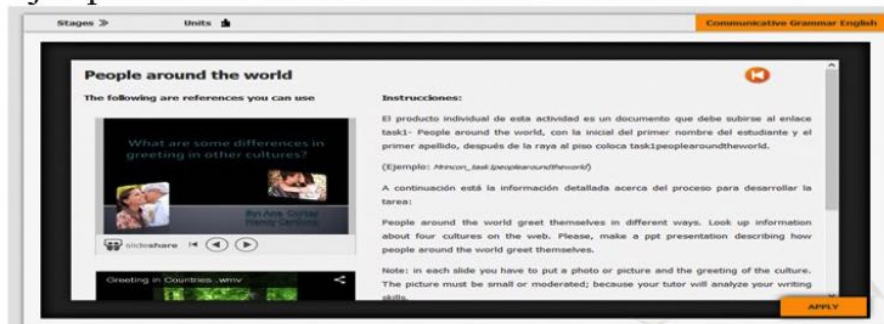 Stages »
Units
Communicative Grammar English
People around the world
The following are references you can use
What are some differences in
greeting in other cultures?
slideshare
Greeting in Countries .wmv
Instrucciones:
El producto individual de esta actividad es un documento que debe subirse al enlace
task1- People around the world, con la inicial del primer nombre del estudiante y el
primer apellido, después de la raya al piso coloca task1peoplearoundtheworld.
(Ejemplo: Mrincon_task1peoplearoundtheworld)
A continuación está la información detallada acerca del proceso para desarrollar la
tarea:
People around the world greet themselves in different ways. Look up information
about four cultures on the web. Please, make a ppt presentation describing how
people around the world greet themselves.
Note: in each slide you have to put a photo or picture and the greeting of the culture.
The picture must be small or moderated; because your tutor will analyze your writing
skills.
APPLY